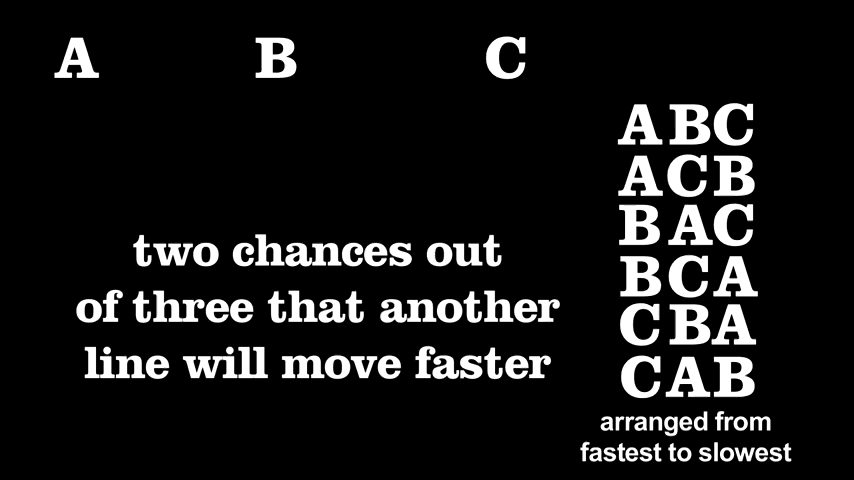 A B C
ABC
ACB
BAC
BCA
CBA
CAB
two chances out
of three that another
line will move faster
arranged from
fastest to slowest